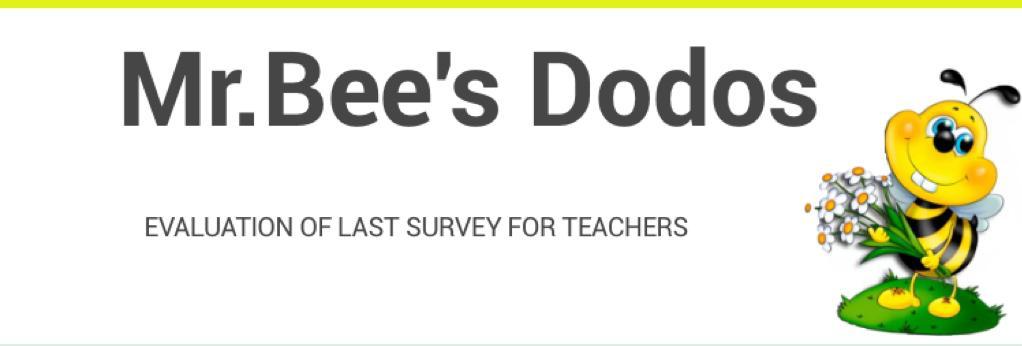 Mr.Bee's Dodos
EVALUATION OF LAST SURVEY FOR TEACHERS